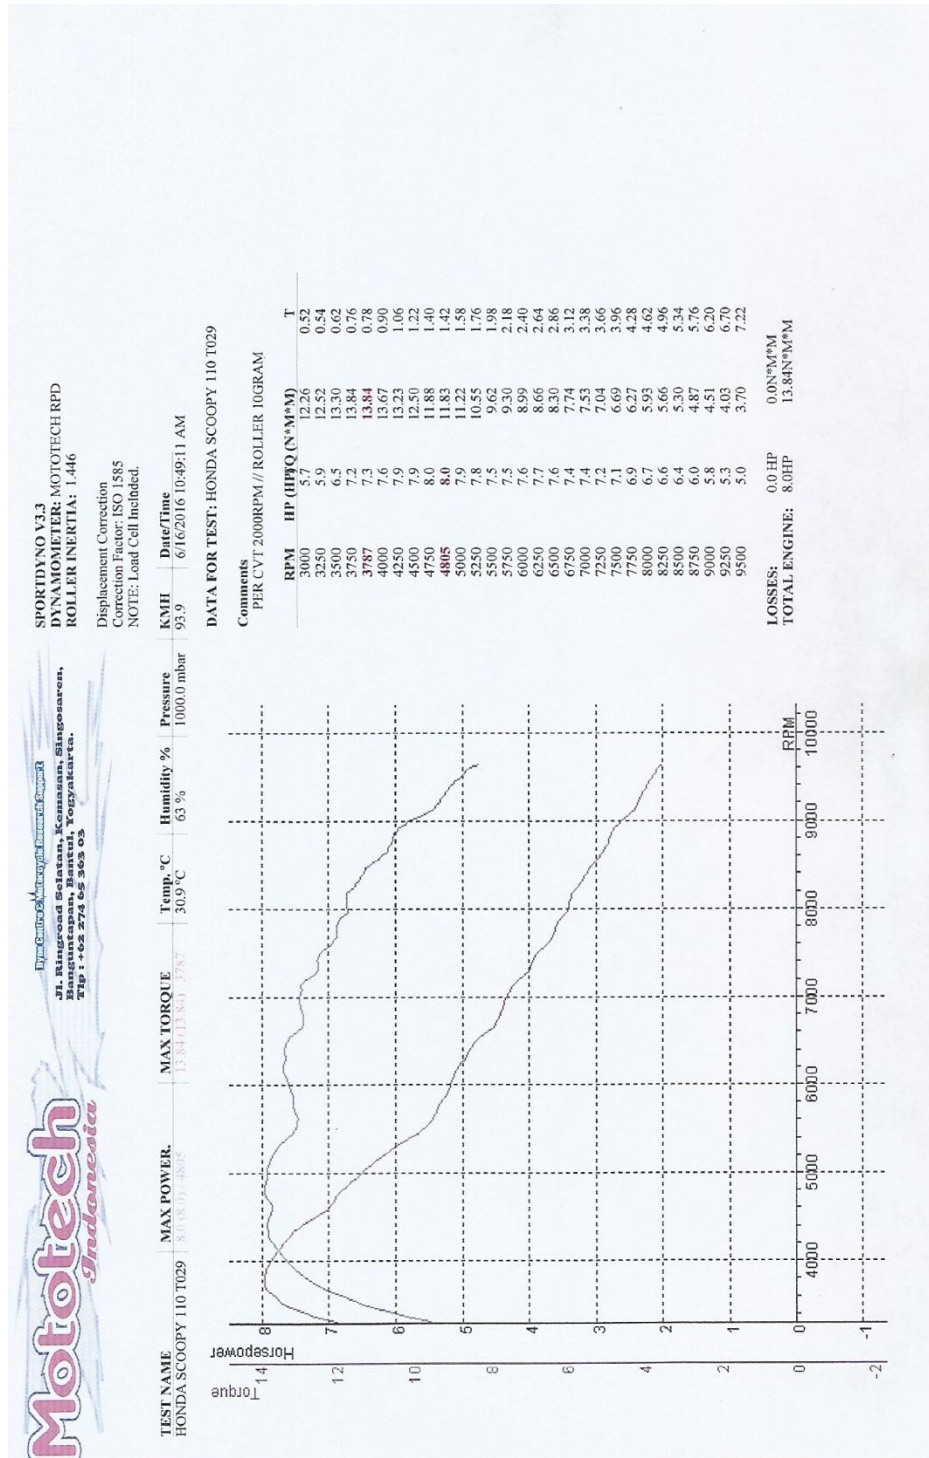 Mototech
Indonesia
Dyno Centre & Motorcycle Research Support
Jl. Ringroad Selatan, Kemasan, Singosaren,
Banguntapan, Bantul, Yogyakarta.
Tlp : +62 274 65 363 03
SPORTDYNO V3.3
DYNAMOMETER: MOTOTECH RPD
ROLLER INERTIA: 1.446
Displacement Correction
Correction Factor: ISO 1585
NOTE: Load Cell Included.
TEST NAME MAX POWER. MAX TORQUE Temp. °C Humidity % Pressure KMH Date/Time
HONDA SCOOPY 110 T029 8.0 (8.0) / 4805 13.84 (13.84) / 3787 30.9 °C 63 % 1000.0 mbar 93.9 6/16/2016 10:49:11 AM
Torque
Horsepower
14 12 10 8 6 4 2 0 -2
8 7 6 5 4 3 2 1 0 -1
4000 5000 6000 7000 8000 9000 10000
RPM
DATA FOR TEST: HONDA SCOOPY 110 T029
Comments
PER CVT 2000RPM // ROLLER 10GRAM
RPM HP (HP)TQ (N*M*M) T
3000 5.7 12.26 0.52
3250 5.9 12.52 0.54
3500 6.5 13.30 0.62
3750 7.2 13.84 0.76
3787 7.3 13.84 0.78
4000 7.6 13.67 0.90
4250 7.9 13.23 1.06
4500 7.9 12.50 1.22
4750 8.0 11.88 1.40
4805 8.0 11.83 1.42
5000 7.9 11.22 1.58
5250 7.8 10.55 1.76
5500 7.5 9.62 1.98
5750 7.5 9.30 2.18
6000 7.6 8.99 2.40
6250 7.7 8.66 2.64
6500 7.6 8.30 2.86
6750 7.4 7.74 3.12
7000 7.4 7.53 3.38
7250 7.2 7.04 3.66
7500 7.1 6.69 3.96
7750 6.9 6.27 4.28
8000 6.7 5.93 4.62
8250 6.6 5.66 4.96
8500 6.4 5.30 5.34
8750 6.0 4.87 5.76
9000 5.8 4.51 6.20
9250 5.3 4.03 6.70
9500 5.0 3.70 7.22
LOSSES: 0.0 HP 0.0N*M*M
TOTAL ENGINE: 8.0HP 13.84N*M*M